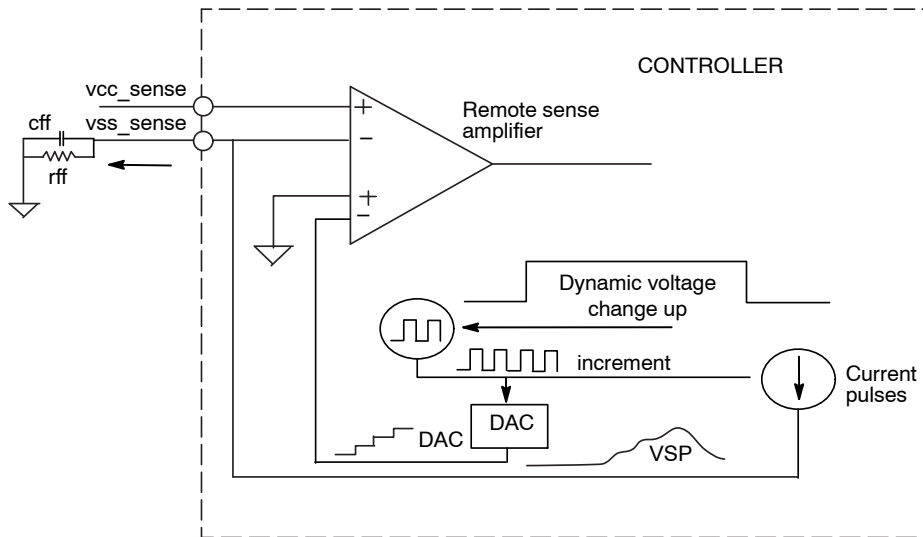 CONTROLLER
vcc_sense
vss_sense
cff
rff
+
−
+
−
Remote sense
amplifier
Dynamic voltage
change up
increment
Current
pulses
DAC
DAC
VSP